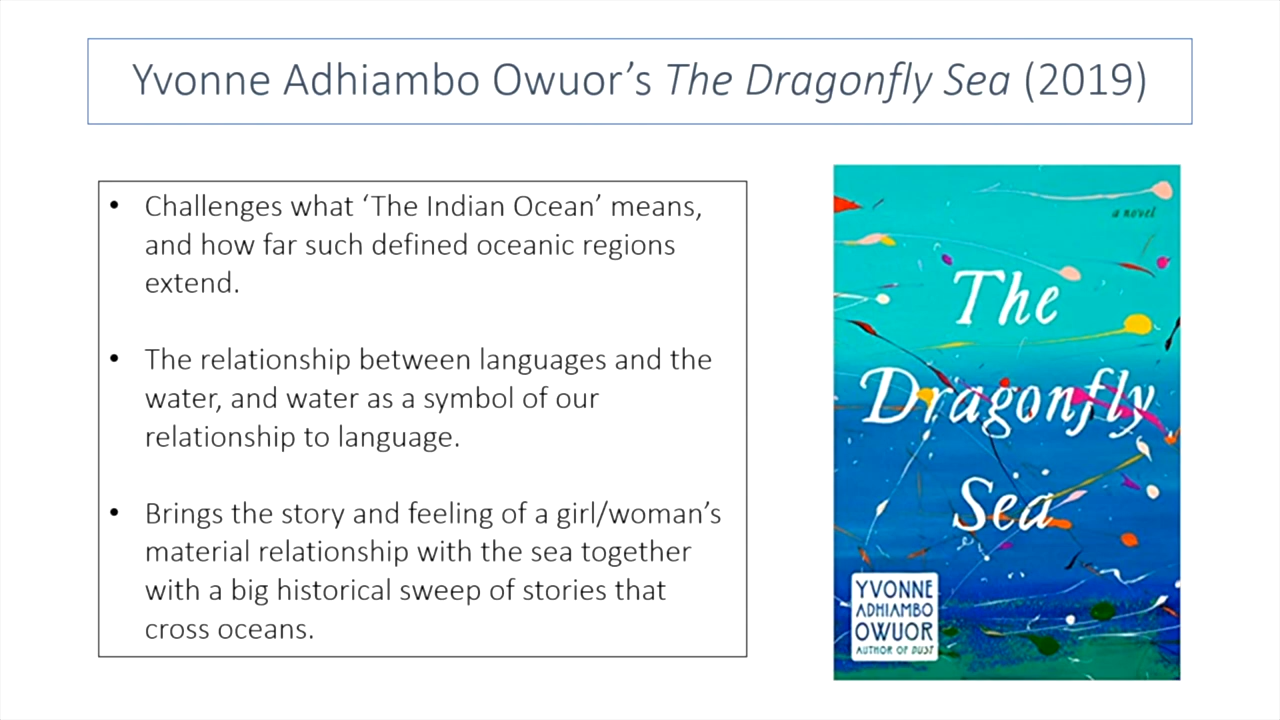 Yvonne Adhiambo Owuor’s The Dragonfly Sea (2019)
• Challenges what ‘The Indian Ocean’ means,
and how far such defined oceanic regions
extend.
• The relationship between languages and the
water, and water as a symbol of our
relationship to language.
• Brings the story and feeling of a girl/woman’s
material relationship with the sea together
with a big historical sweep of stories that
cross oceans.
a novel
The
Dragonfly
Sea
YVONNE
ADHIAMBO
OWUOR
AUTHOR OF DUST